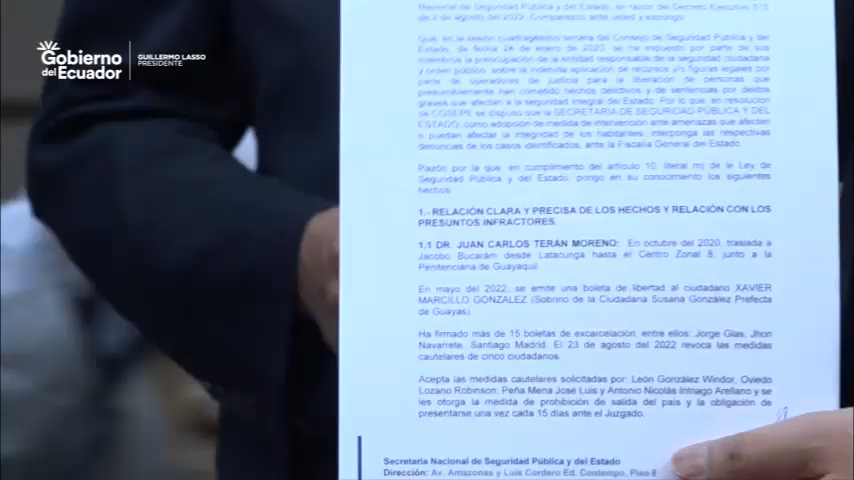 Gobierno
del Ecuador
GUILLERMO LASSO
PRESIDENTE
Nacional de Seguridad Pública y del Estado, en razón del Decreto Ejecutivo 515
de 2 de agosto del 2022. Comparezco ante usted y expongo
Que, en la sesión cuadragésimo tercera del Consejo de Seguridad Pública y del
Estado, de fecha 24 de enero de 2023, se ha expuesto por parte de sus
miembros la preocupación de la entidad responsable de la seguridad ciudadana
y orden público, sobre la indebida aplicación de recursos y/o figuras legales por
parte de operadores de justicia para la liberación de personas que
presuntamente han cometido hechos delictivos y de sentencias por delitos
graves que afectan a la seguridad integral del Estado. Por lo que, en resolución
de COSEPE se dispuso que la SECRETARIA DE SEGURIDAD PÚBLICA Y DEL
ESTADO, como adopción de medida de intervención ante amenazas que afecten
o puedan afectar la integridad de los habitantes, interponga las respectivas
denuncias de los casos identificados, ante la Fiscalía General del Estado.
Razón por la que, en cumplimiento del artículo 10, literal m) de le Ley de
Seguridad Pública y del Estado, pongo en su conocimiento los siguientes
hechos:
1.- RELACIÓN CLARA Y PRECISA DE LOS HECHOS Y RELACIÓN CON LOS
PRESUNTOS INFRACTORES.
1.1 DR. JUAN CARLOS TERÁN MORENO: En octubre del 2020, traslada a
Jacobo Bucaram desde Latacunga hasta el Centro Zonal 8, junto a la
Penitenciaria de Guayaquil.
En mayo del 2022, se emite una boleta de libertad al ciudadano XAVIER
MARCILLO GONZALEZ (Sobrino de la Ciudadana Susana González Prefecta
de Guayas).
Ha firmado más de 15 boletas de excarcelación, entre ellos: Jorge Glas, Jhon
Navarrete, Santiago Madrid. El 23 de agosto del 2022 revoca las medidas
cautelares de cinco ciudadanos.
Acepta las medidas cautelares solicitadas por: León González Windor, Oviedo
Lozano Robinson, Peña Mena José Luis y Antonio Nicolás Intriago Arellano y se
les otorga la medida de prohibición de salida del país y la obligación de
presentarse una vez cada 15 días ante el Juzgado.
Secretaría Nacional de Seguridad Pública y del Estado
Dirección: Av. Amazonas y Luis Cordero Ed. Contempo, Piso 8